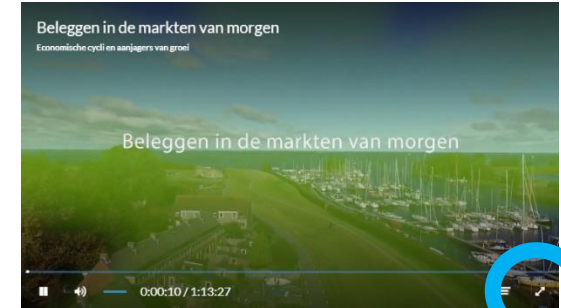 Beleggen in de markten van morgen
Economische cycli en aanjagers van groei
Beleggen in de markten van morgen
0:00:10 / 1:13:27